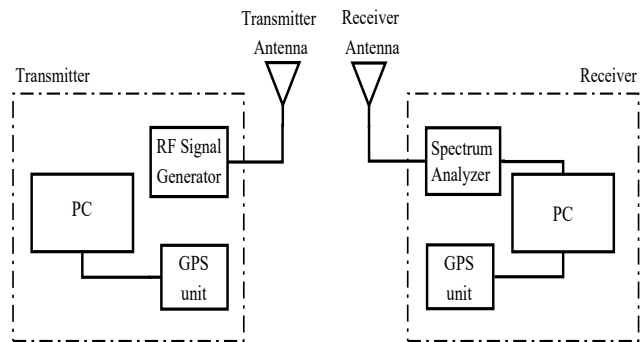 Transmitter
Antenna
Receiver
Antenna
Transmitter
Receiver
RF Signal
Generator
PC
GPS
unit
Spectrum
Analyzer
PC
GPS
unit